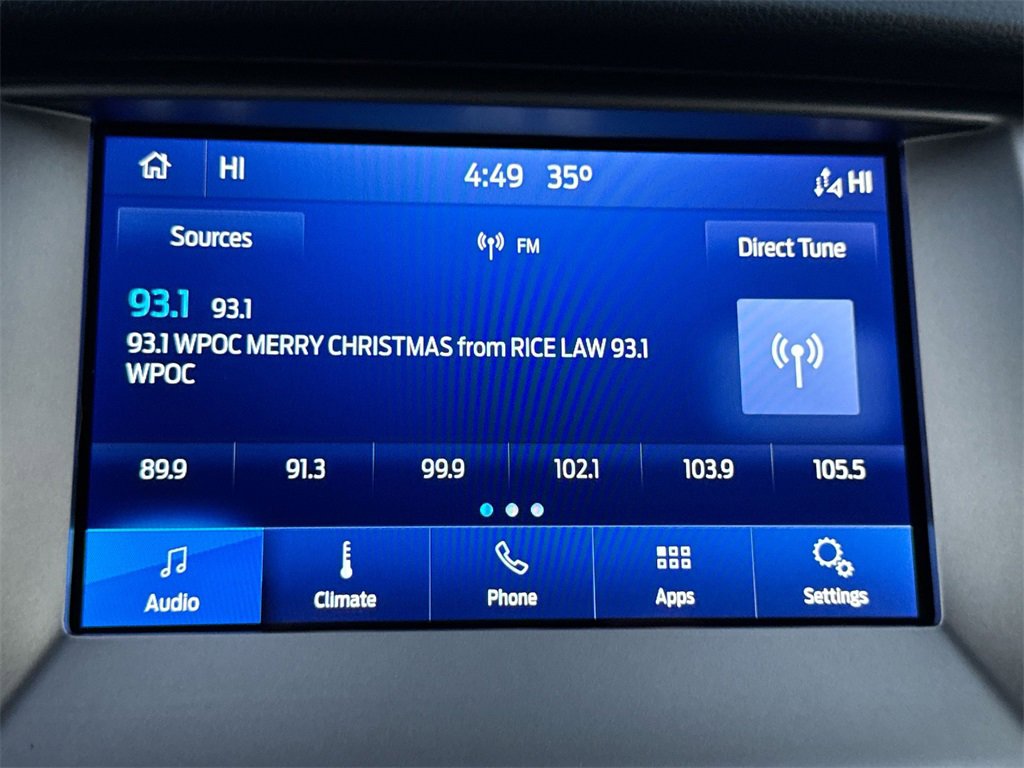 HI 4:49 35º HI
Sources FM Direct Tune
93.1 93.1
93.1 WPOC MERRY CHRISTMAS from RICE LAW 93.1
WPOC
89.9 91.3 99.9 102.1 103.9 105.5
Audio Climate Phone Apps Settings